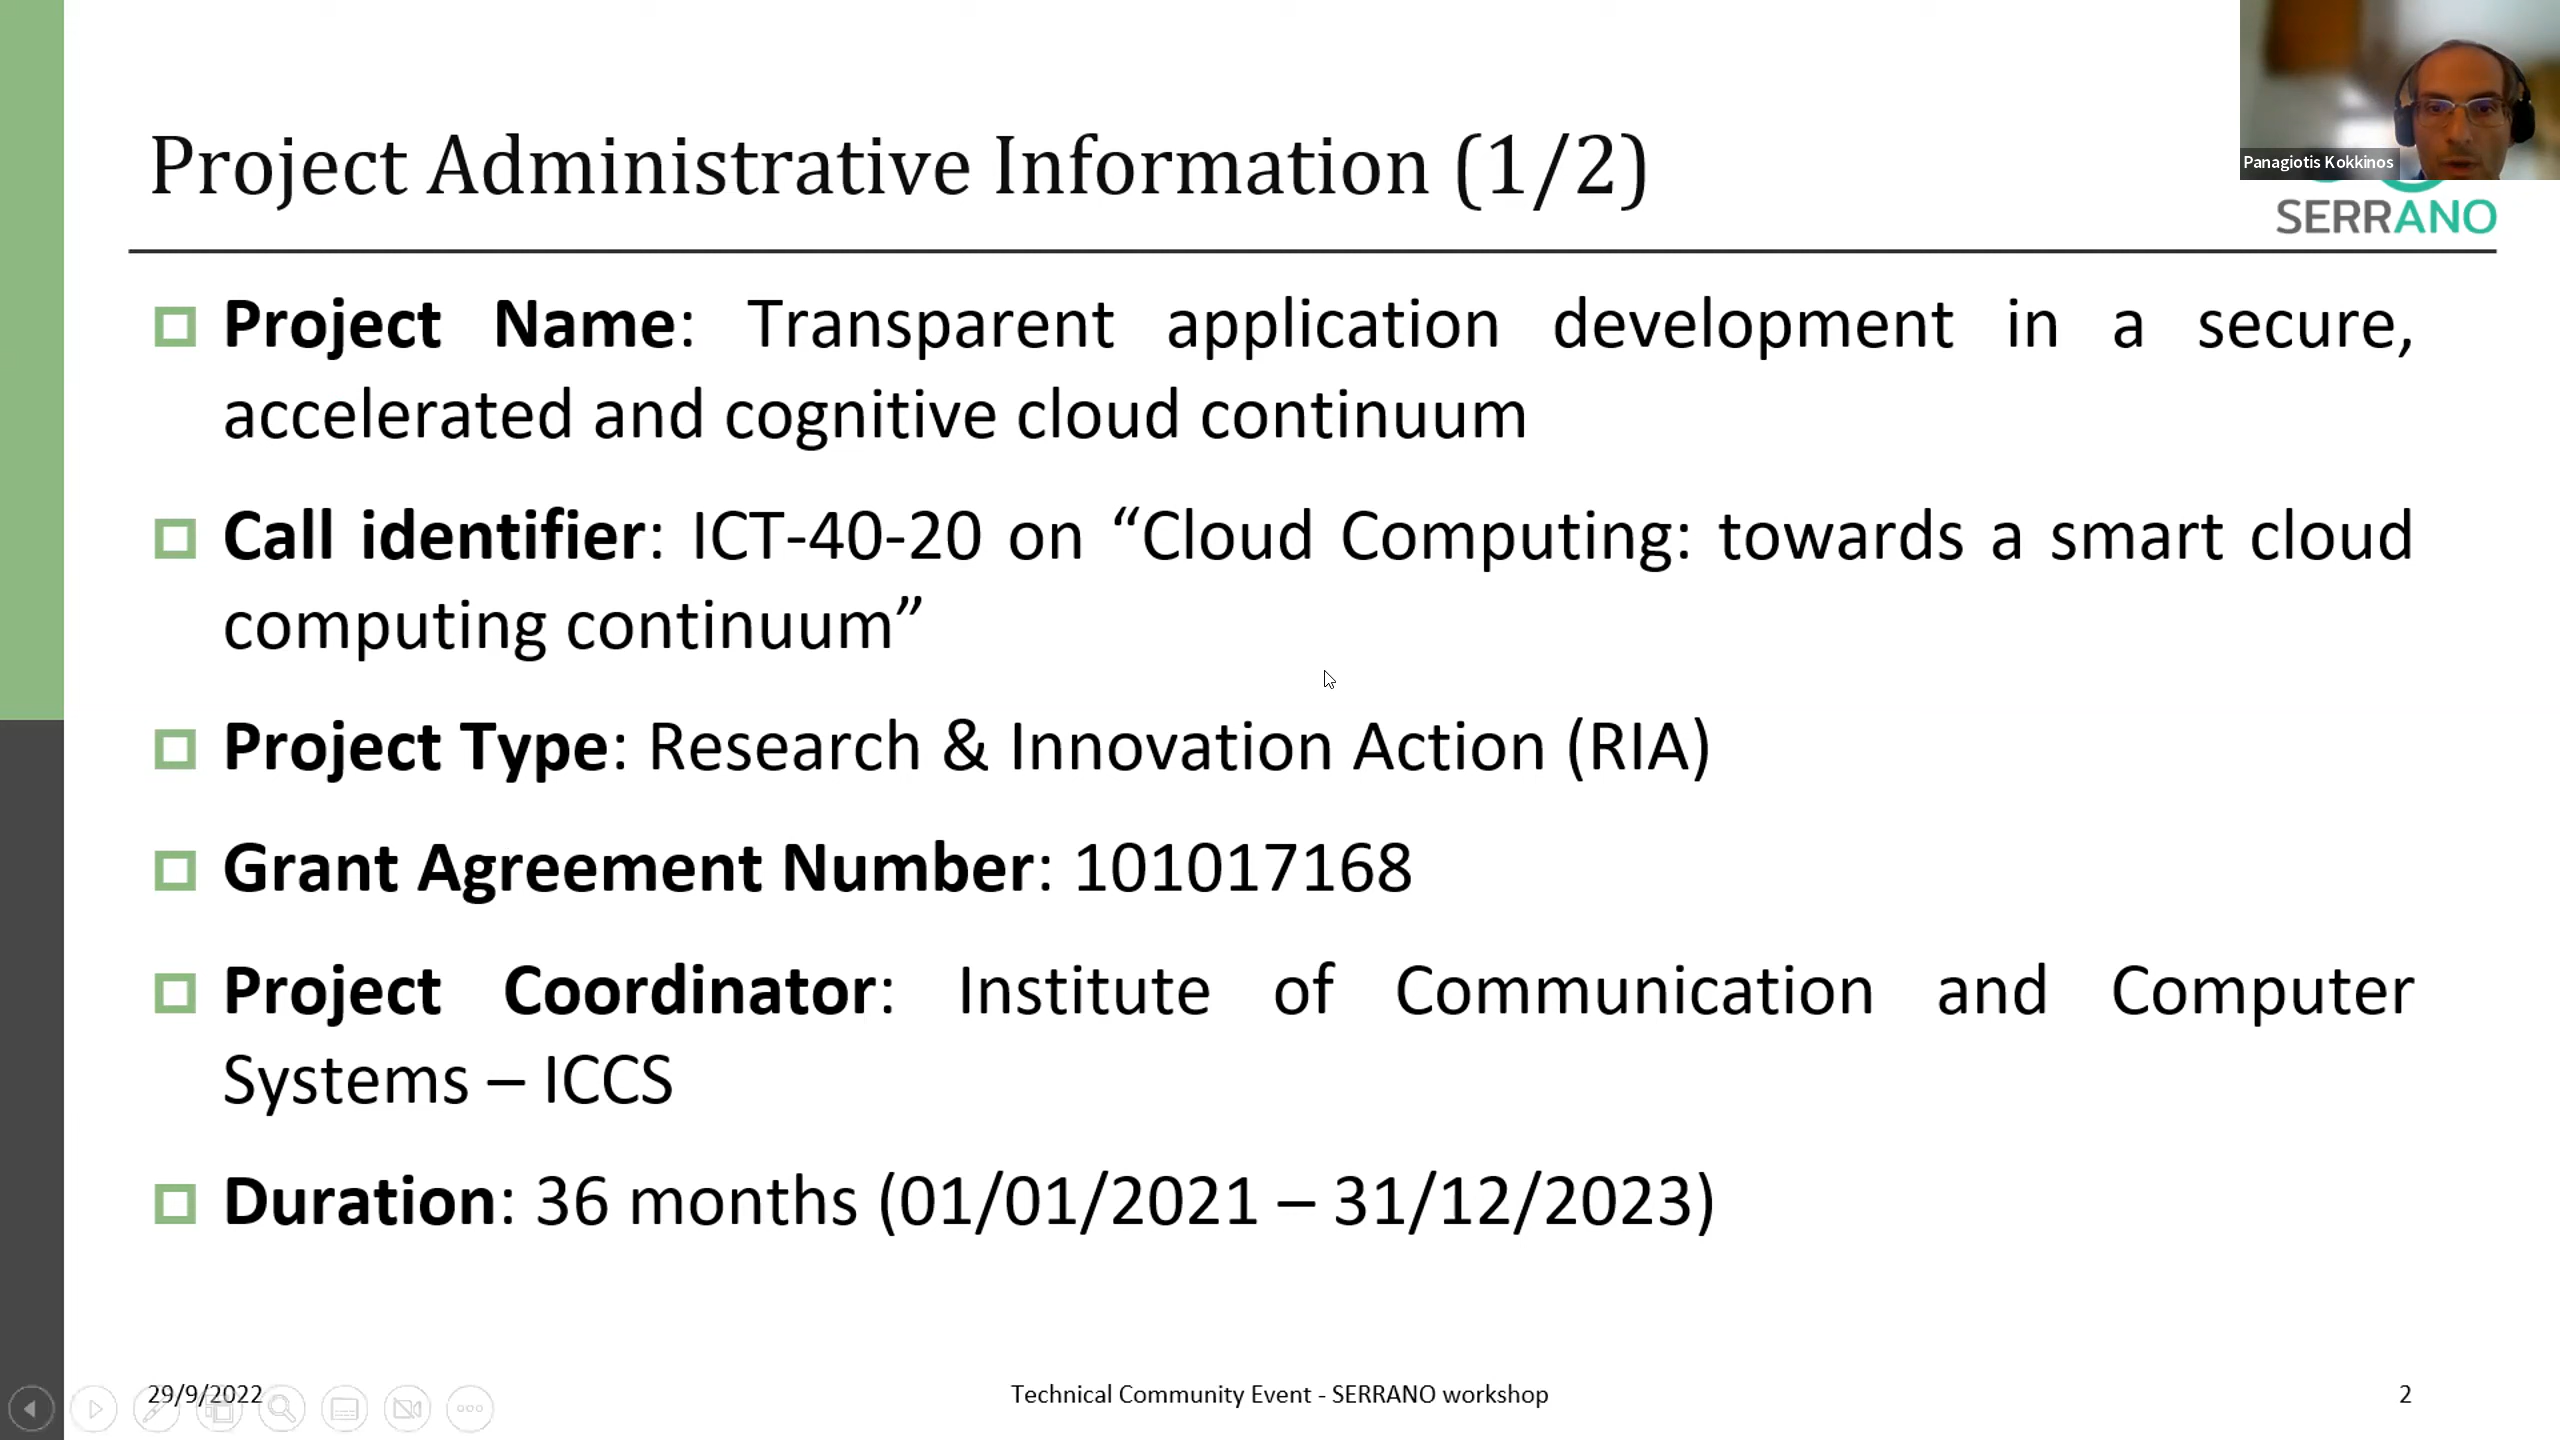 Project Administrative Information (1/2)
Panagiotis Kokkinos
SERRANO
Project Name: Transparent application development in a secure,
accelerated and cognitive cloud continuum
Call identifier: ICT-40-20 on “Cloud Computing: towards a smart cloud
computing continuum”
Project Type: Research & Innovation Action (RIA)
Grant Agreement Number: 101017168
Project Coordinator: Institute of Communication and Computer
Systems – ICCS
Duration: 36 months (01/01/2021 – 31/12/2023)
29/9/2022
Technical Community Event - SERRANO workshop
2